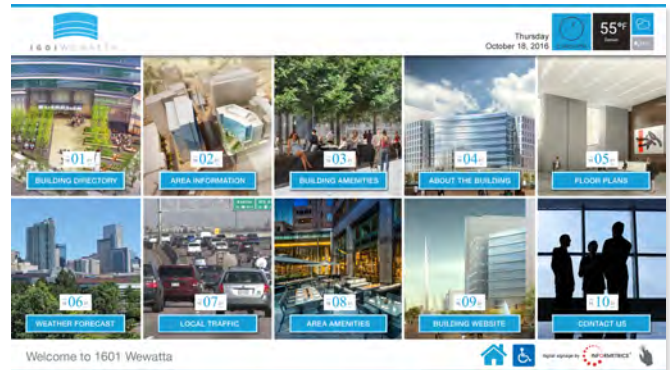 1601 WEWATTA
Thursday
October 18, 2016
55°F
Denver
01
BUILDING DIRECTORY
02
AREA INFORMATION
03
BUILDING AMENITIES
04
ABOUT THE BUILDING
05
FLOOR PLANS
06
WEATHER FORECAST
07
LOCAL TRAFFIC
08
AREA AMENITIES
09
BUILDING WEBSITE
10
CONTACT US
Welcome to 1601 Wewatta
digital signage by INFORMETRICS